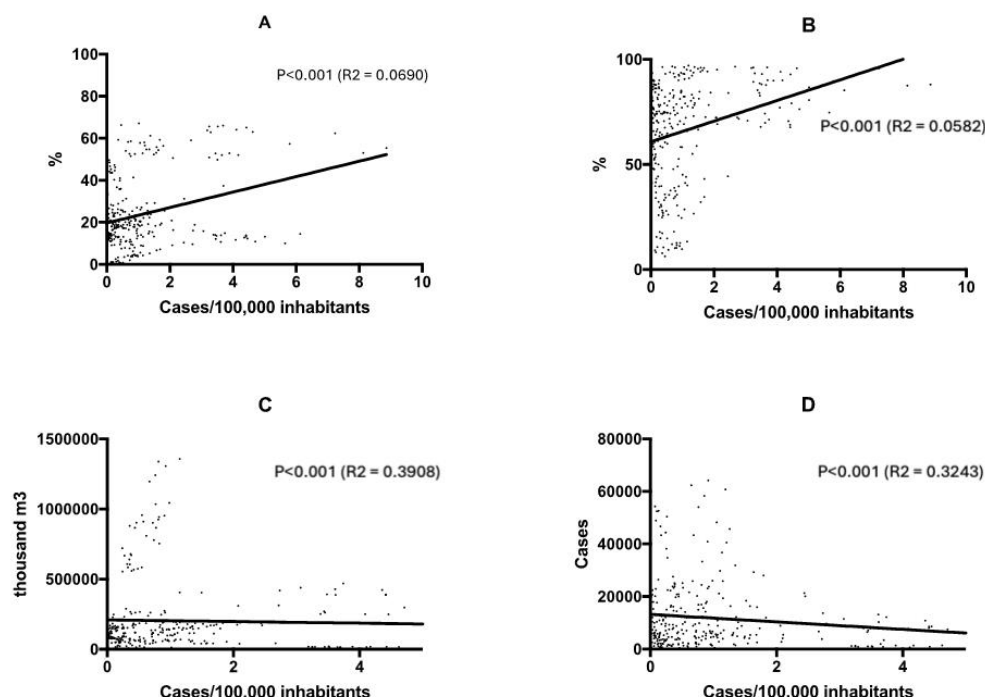 A
P<0.001 (R2 = 0.0690)
100
80
60
40
20
0
%
0 2 4 6 8 10
Cases/100,000 inhabitants
B
100
50
0
%
P<0.001 (R2 = 0.0582)
0 2 4 6 8 10
Cases/100,000 inhabitants
C
1500000
1000000
500000
0
thousand m3
P<0.001 (R2 = 0.3908)
0 2 4
Cases/100,000 inhabitants
D
80000
60000
40000
20000
0
Cases
P<0.001 (R2 = 0.3243)
0 2 4
Cases/100,000 inhabitants